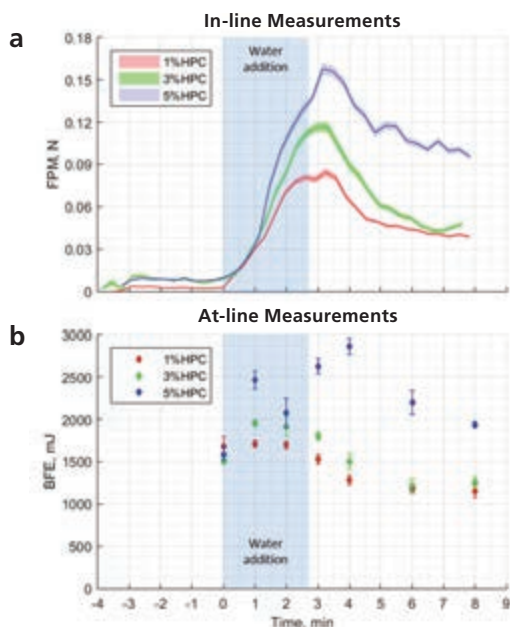 In-line Measurements
a
0.18
0.15
0.12
0.09
0.06
0.03
0
FPM, N
1%HPC
3%HPC
5%HPC
Water
addition
At-line Measurements
b
3000
2500
2000
1500
1000
500
0
BFE, mJ
1%HPC
3%HPC
5%HPC
Water
addition
-4 -3 -2 -1 0 1 2 3 4 5 6 7 8 9
Time, min